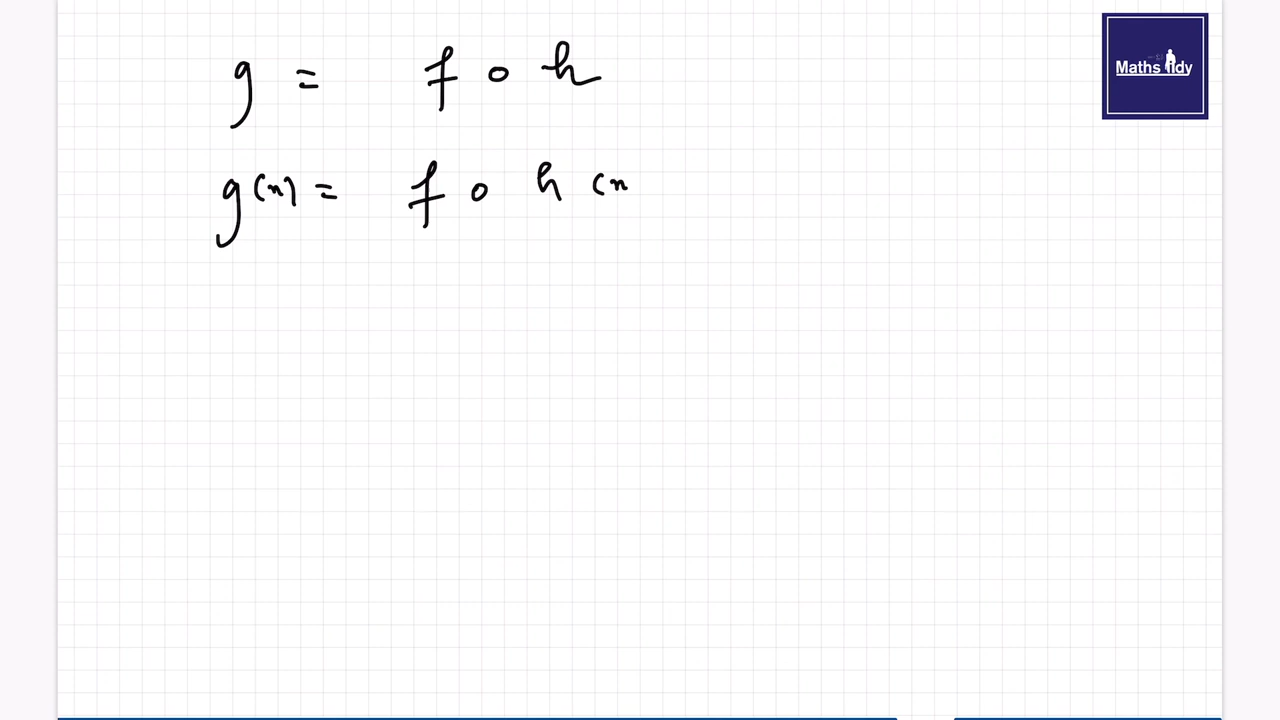 g = f o h
g(x) = f o h (x
Maths